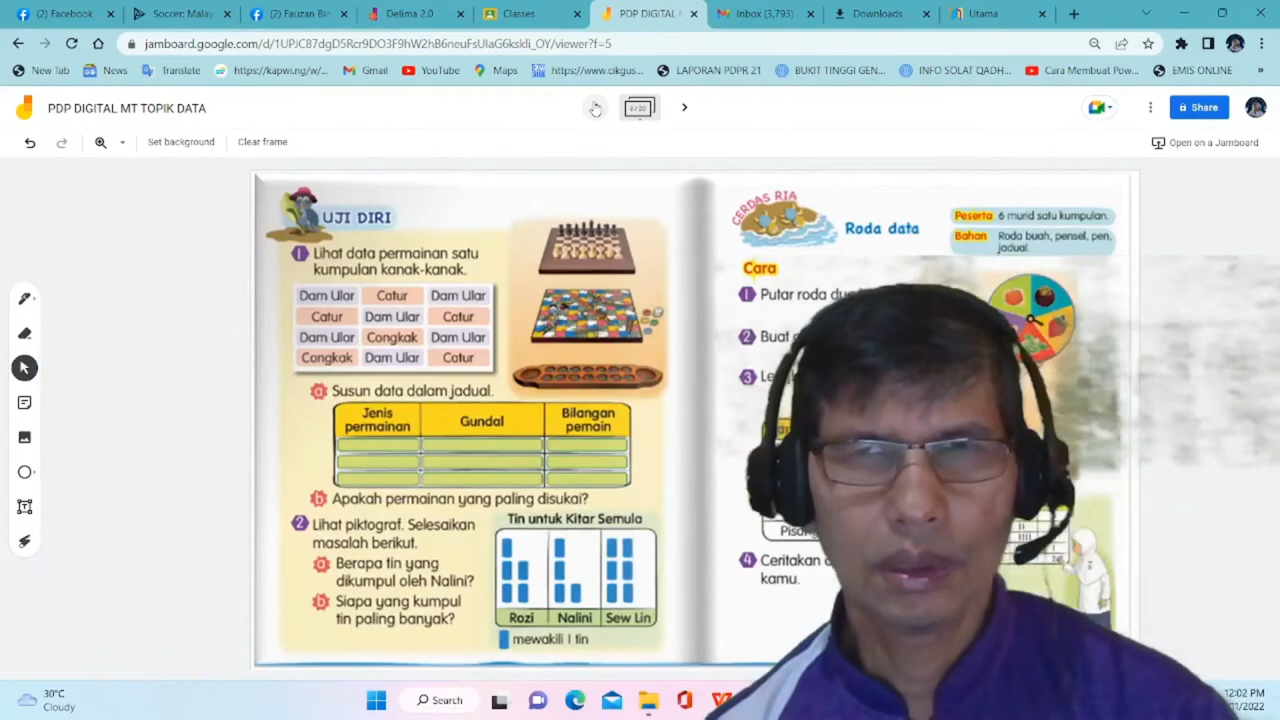 (2) Facebook
Soccer: Malay
(2) Fauzan Bin
Delima 2.0
Classes
PDP DIGITAL M
Inbox (3,793)
Downloads
Utama
jamboard.google.com/d/1UPJC87dgD5Rcr9DO3F9hW2hB6neuFsUlaG6kskli_OY/viewer?f=5
New Tab
News
Translate
https://kapwi.ng/w/...
Gmail
YouTube
Maps
https://www.cikgus...
LAPORAN PDPR 21
BUKIT TINGGI GEN...
INFO SOLAT QADH...
Cara Membuat Pow...
EMIS ONLINE
PDP DIGITAL MT TOPIK DATA
9/20
Share
Set background
Clear frame
Open on a Jamboard
UJI DIRI
1 Lihat data permainan satu
kumpulan kanak-kanak.
Dam Ular Catur Dam Ular
Catur Dam Ular Catur
Dam Ular Congkak Dam Ular
Congkak Dam Ular Catur
a Susun data dalam jadual.
Jenis permainan Gundal Bilangan pemain
b Apakah permainan yang paling disukai?
2 Lihat piktograf. Selesaikan
masalah berikut.
a Berapa tin yang
dikumpul oleh Nalini?
b Siapa yang kumpul
tin paling banyak?
Tin untuk Kitar Semula
Rozi Nalini Sew Lin
mewakili 1 tin
CERDAS RIA
Roda data
Peserta 6 murid satu kumpulan.
Bahan Roda buah, pensel, pen,
jadual.
Cara
1 Putar roda
2 Buat
3
4 Ceritakan
kamu.
30°C
Cloudy
Search
12:02 PM